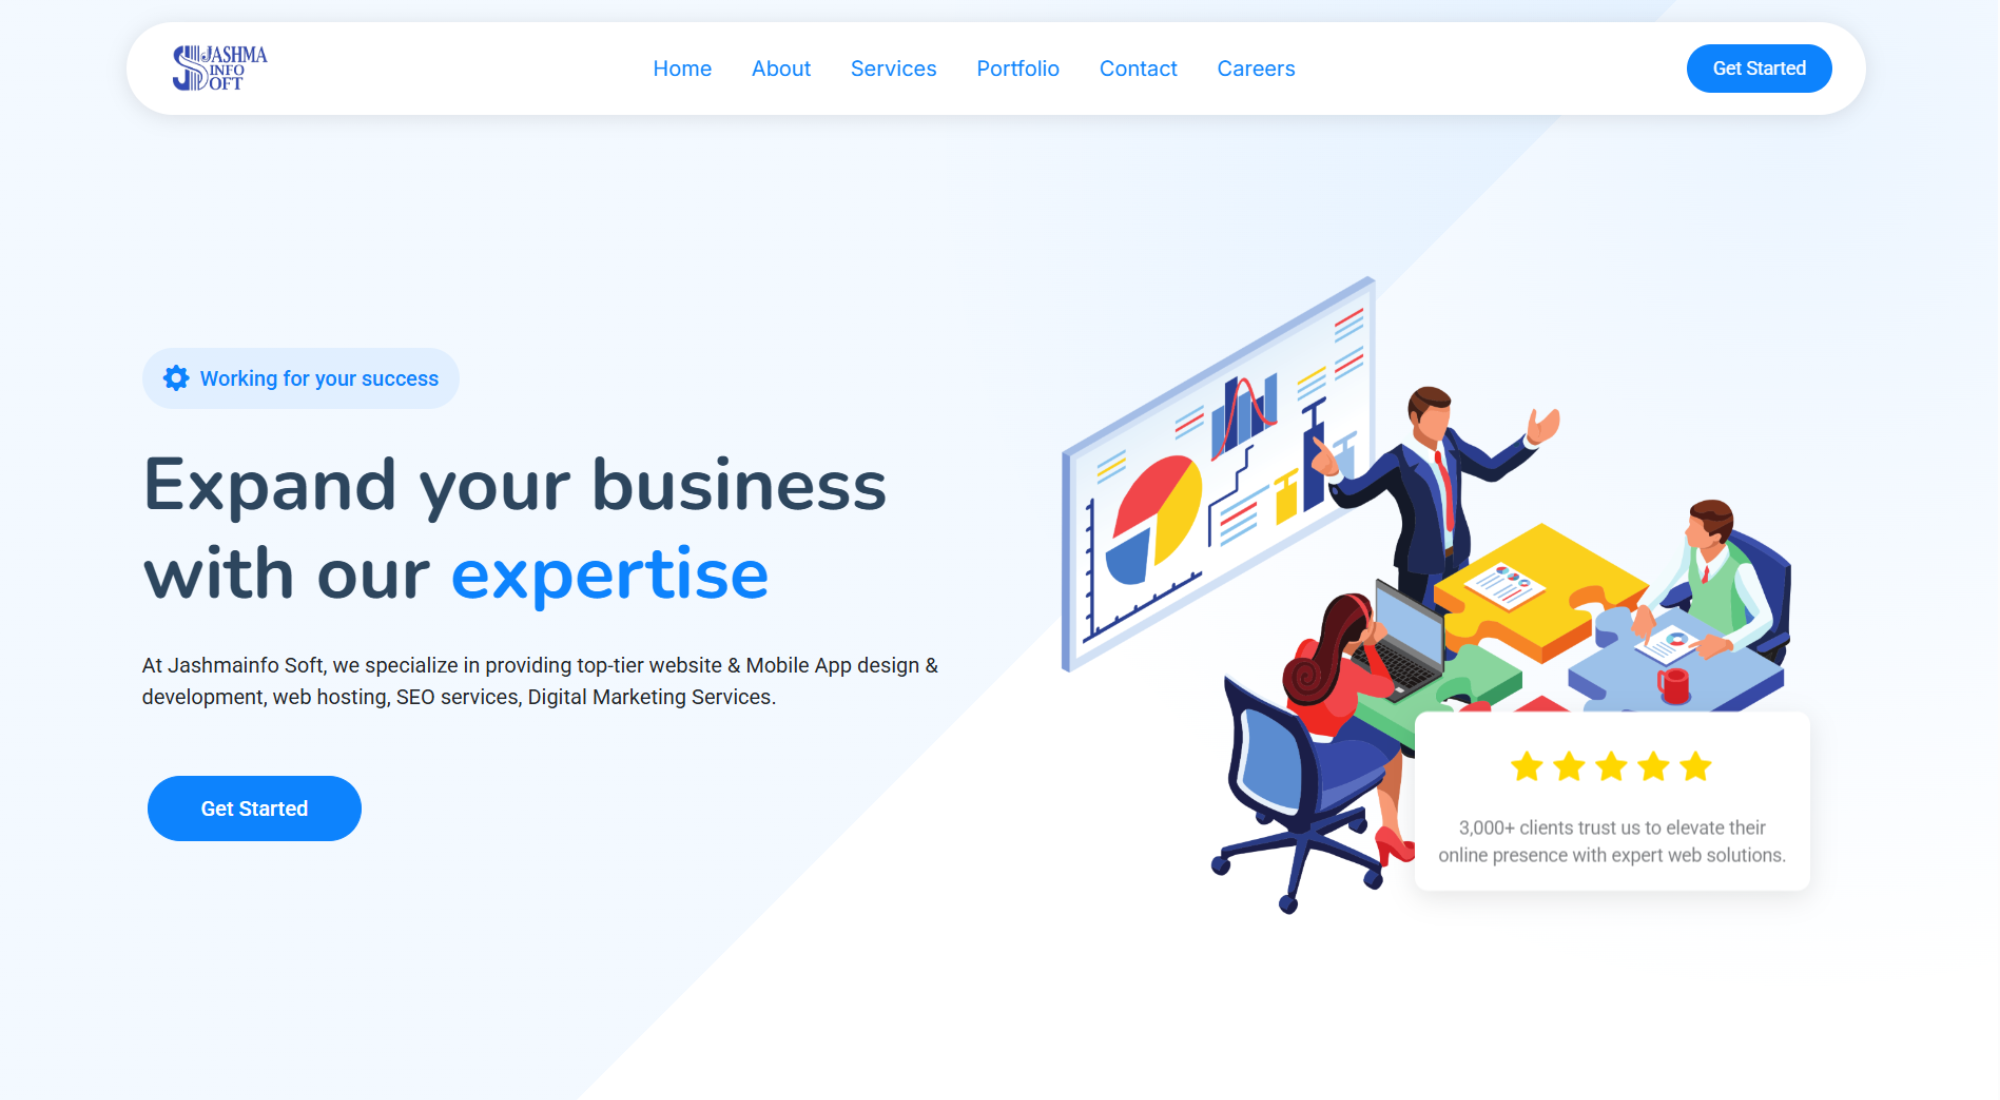 JASHMA
INFO
SOFT
Home About Services Portfolio Contact Careers
Get Started
Working for your success
Expand your business
with our expertise
At Jashmainfo Soft, we specialize in providing top-tier website & Mobile App design &
development, web hosting, SEO services, Digital Marketing Services.
Get Started
3,000+ clients trust us to elevate their
online presence with expert web solutions.